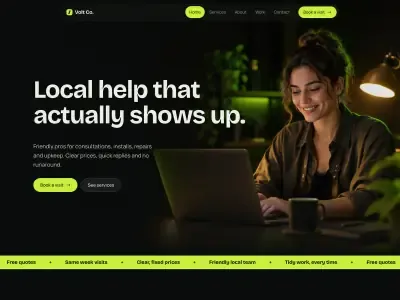 Volt Co.
Home Services About Work Contact
Book a visit →
Local help that
actually shows up.
Friendly pros for consultations, installs, repairs
and upkeep. Clear prices, quick replies and no
runaround.
Book a visit →
See services
Free quotes • Same week visits • Clear, fixed prices • Friendly local team • Tidy work, every time • Free quotes